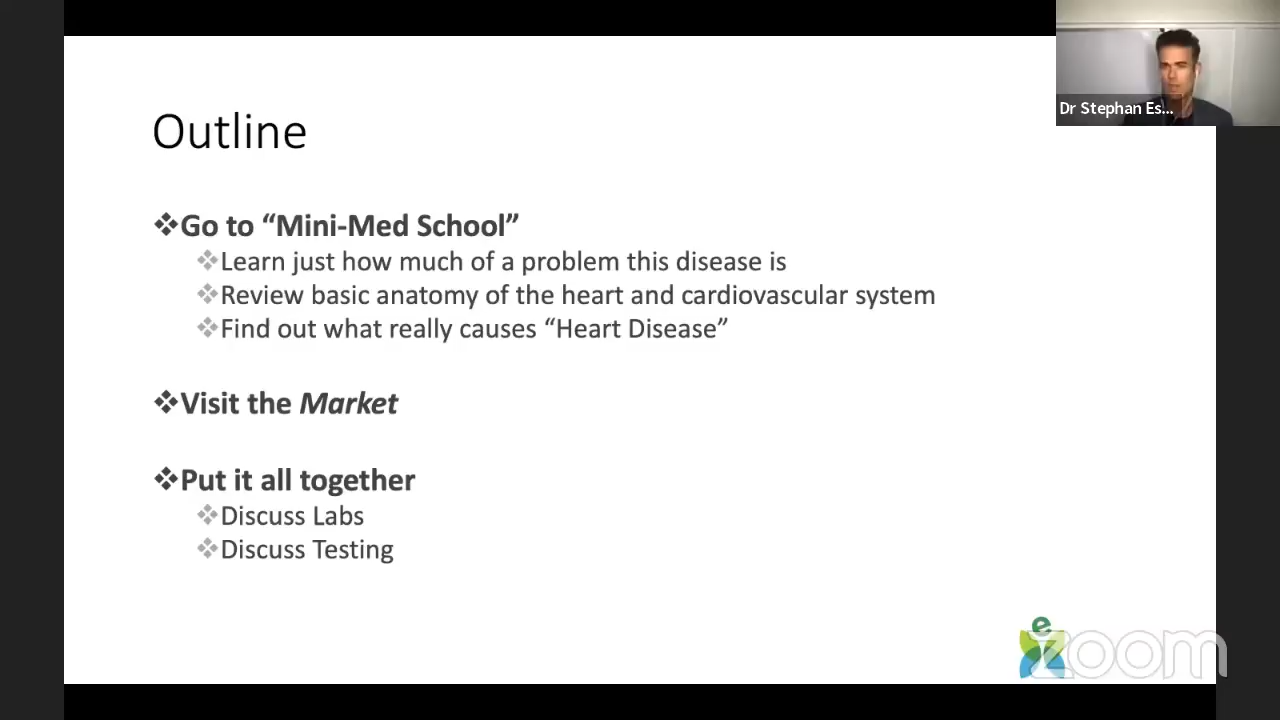 Dr Stephan Es...
Outline
Go to “Mini-Med School”
Learn just how much of a problem this disease is
Review basic anatomy of the heart and cardiovascular system
Find out what really causes “Heart Disease”
Visit the Market
Put it all together
Discuss Labs
Discuss Testing
e
zoom